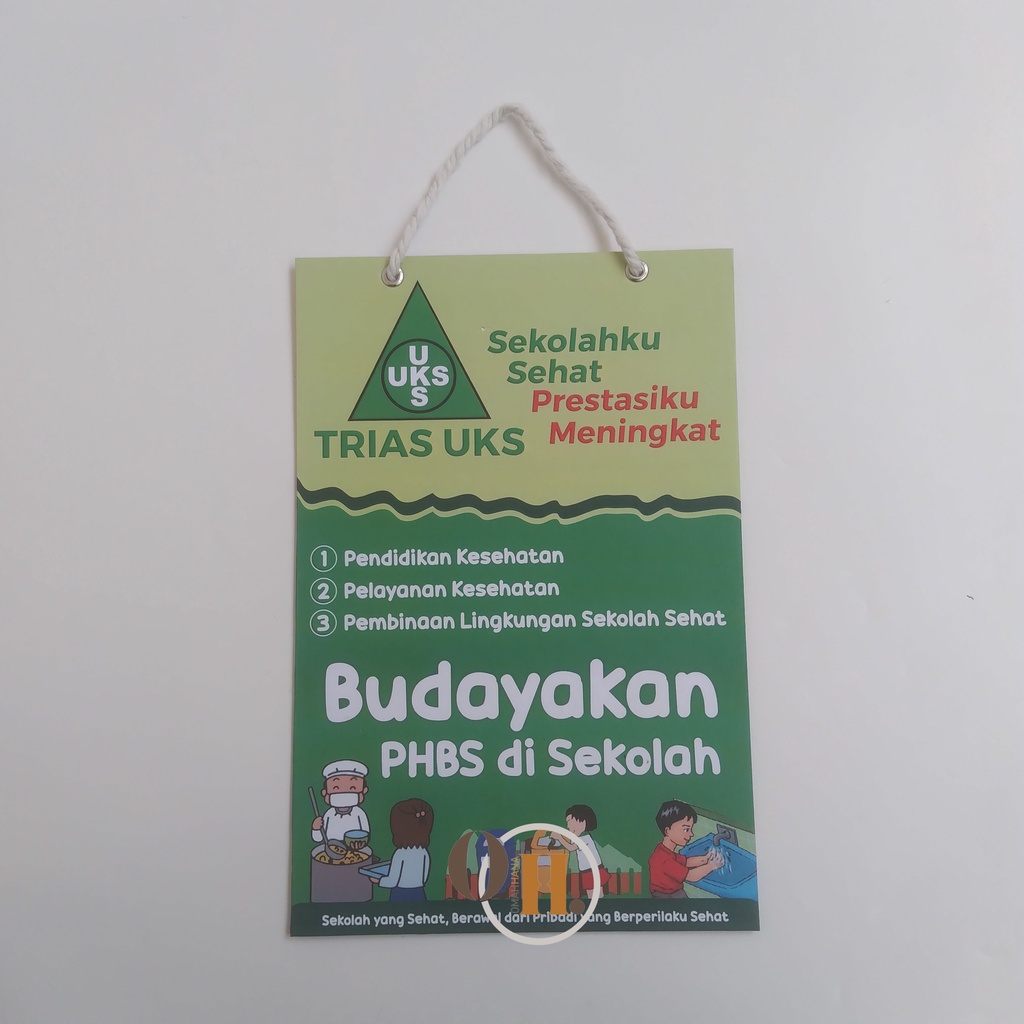 U
UKS
S
TRIAS UKS
Sekolahku
Sehat
Prestasiku
Meningkat
1 Pendidikan Kesehatan
2 Pelayanan Kesehatan
3 Pembinaan Lingkungan Sekolah Sehat
Budayakan
PHBS di Sekolah
Sekolah yang Sehat, Berawal dari Pribadi yang Berperilaku Sehat
OH.